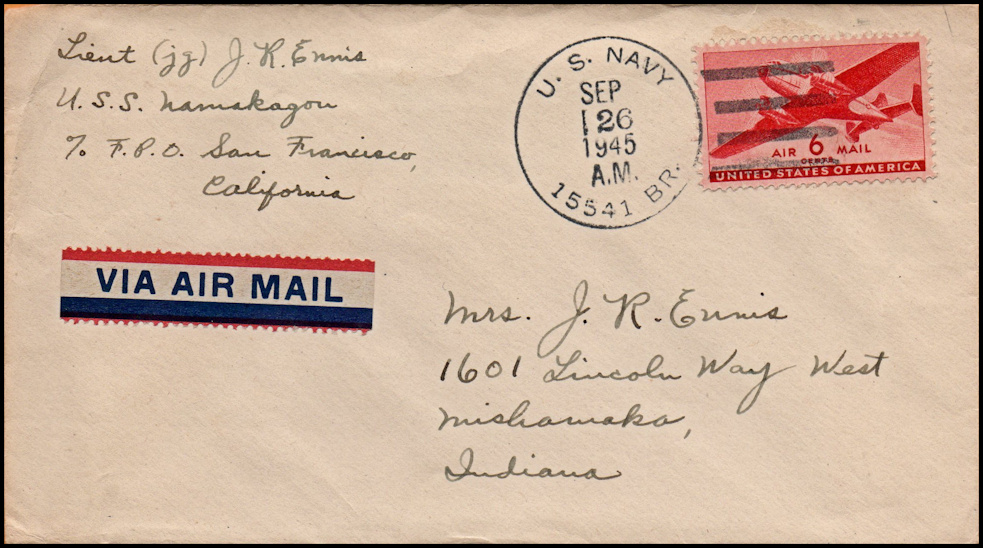 Lieut (jg) J. R. Ennis
U.S.S. Namakagon
% F.P.O. San Francisco,
California
U. S. NAVY
SEP
26
1945
A.M.
15541 BR.
AIR 6 MAIL
CENTS
UNITED STATES OF AMERICA
VIA AIR MAIL
Mrs. J. R. Ennis
1601 Lincoln Way West
Mishawaka,
Indiana